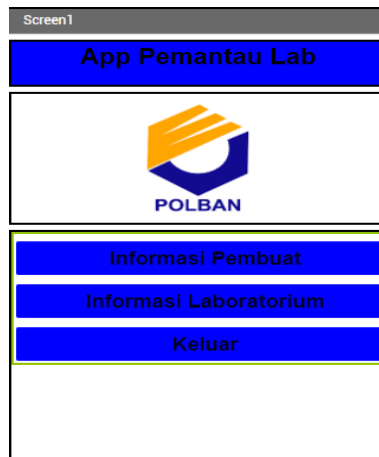 Screen1
App Pemantau Lab
POLBAN
Informasi Pembuat
Informasi Laboratorium
Keluar